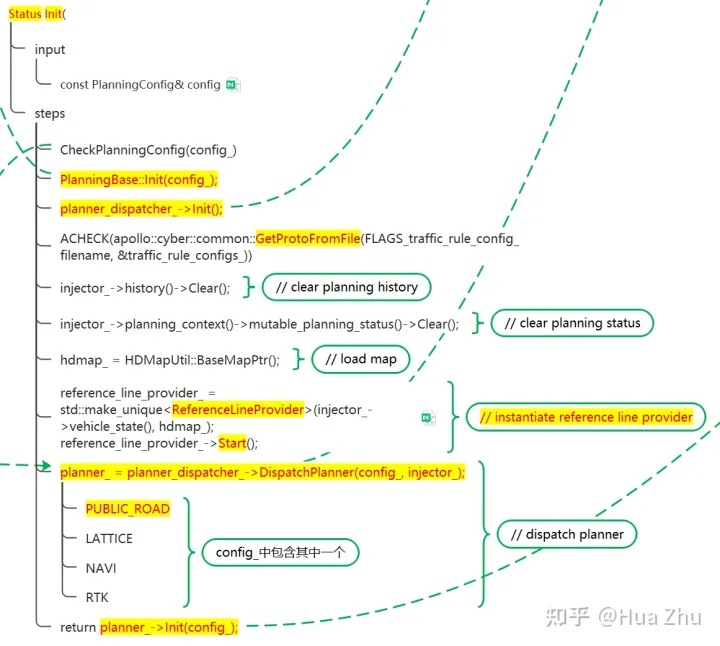 Status Init(
input
const PlanningConfig& config
steps
CheckPlanningConfig(config_)
PlanningBase::Init(config_);
planner_dispatcher_->Init();
ACHECK(apollo::cyber::common::GetProtoFromFile(FLAGS_traffic_rule_config_
filename, &traffic_rule_configs_))
injector_->history()->Clear(); // clear planning history
injector_->planning_context()->mutable_planning_status()->Clear(); // clear planning status
hdmap_ = HDMapUtil::BaseMapPtr(); // load map
reference_line_provider_ =
std::make_unique<ReferenceLineProvider>(injector_-
>vehicle_state(), hdmap_);
reference_line_provider_->Start();
// instantiate reference line provider
planner_ = planner_dispatcher_->DispatchPlanner(config_, injector_);
PUBLIC_ROAD
LATTICE
NAVI
RTK
config_中包含其中一个
// dispatch planner
return planner_->Init(config_);
知乎 @Hua Zhu